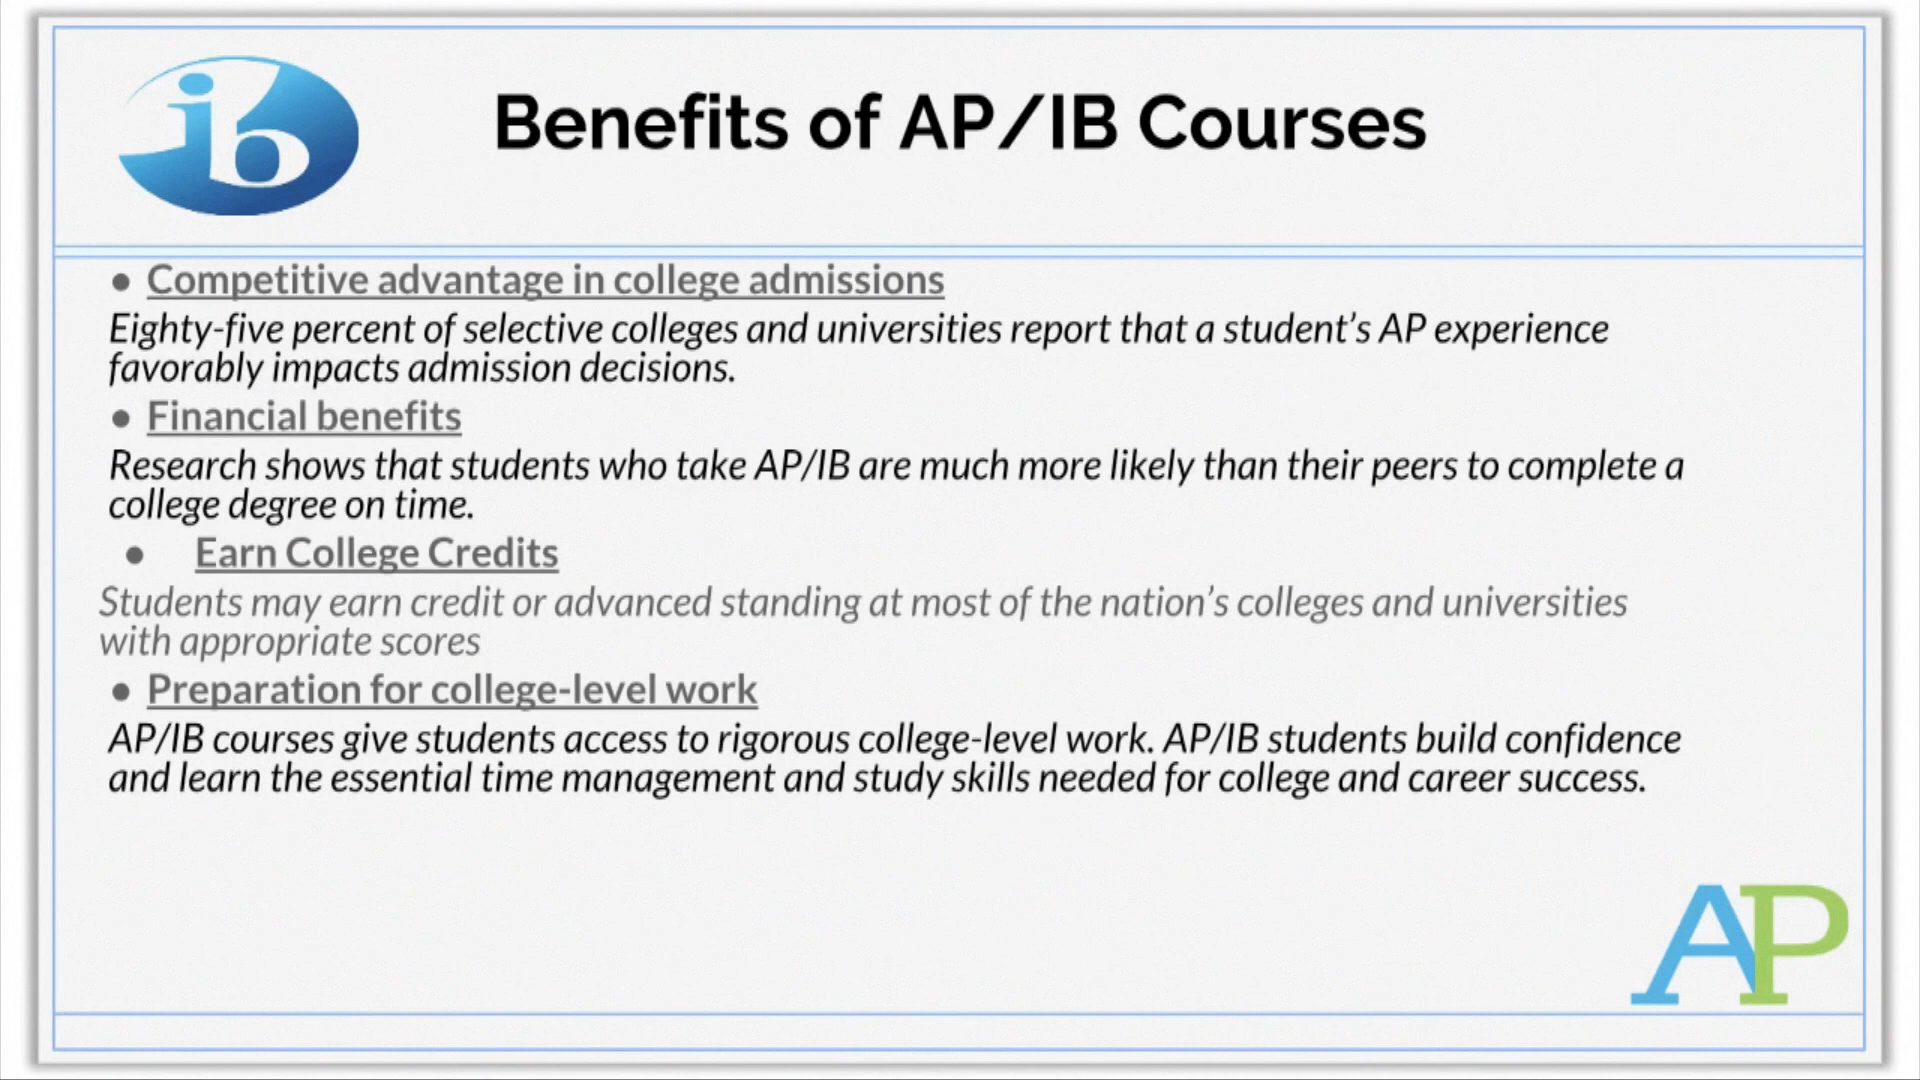 ib
Benefits of AP/IB Courses
● Competitive advantage in college admissions
Eighty-five percent of selective colleges and universities report that a student’s AP experience
favorably impacts admission decisions.
● Financial benefits
Research shows that students who take AP/IB are much more likely than their peers to complete a
college degree on time.
● Earn College Credits
Students may earn credit or advanced standing at most of the nation’s colleges and universities
with appropriate scores
● Preparation for college-level work
AP/IB courses give students access to rigorous college-level work. AP/IB students build confidence
and learn the essential time management and study skills needed for college and career success.
AP